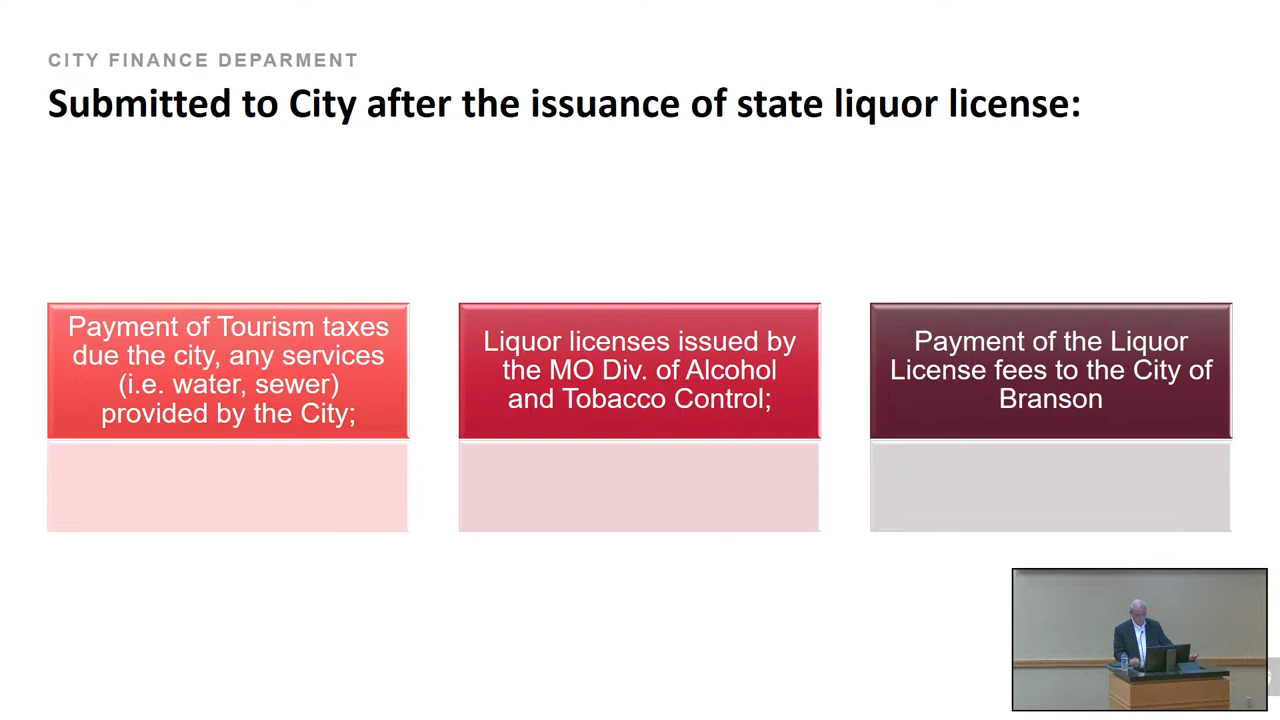 CITY FINANCE DEPARMENT
Submitted to City after the issuance of state liquor license:
Payment of Tourism taxes
due the city, any services
(i.e. water, sewer)
provided by the City;
Liquor licenses issued by
the MO Div. of Alcohol
and Tobacco Control;
Payment of the Liquor
License fees to the City of
Branson